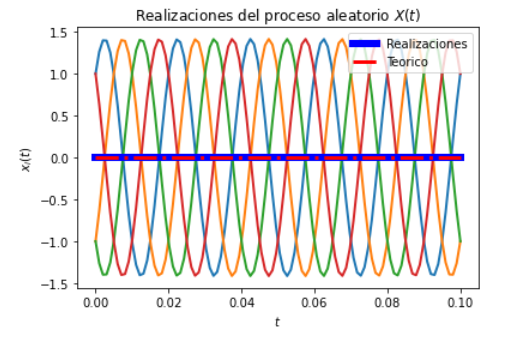 Realizaciones del proceso aleatorio X(t)
Realizaciones
Teorico
1.5
1.0
0.5
0.0
−0.5
−1.0
−1.5
xᵢ(t)
0.00 0.02 0.04 0.06 0.08 0.10
t